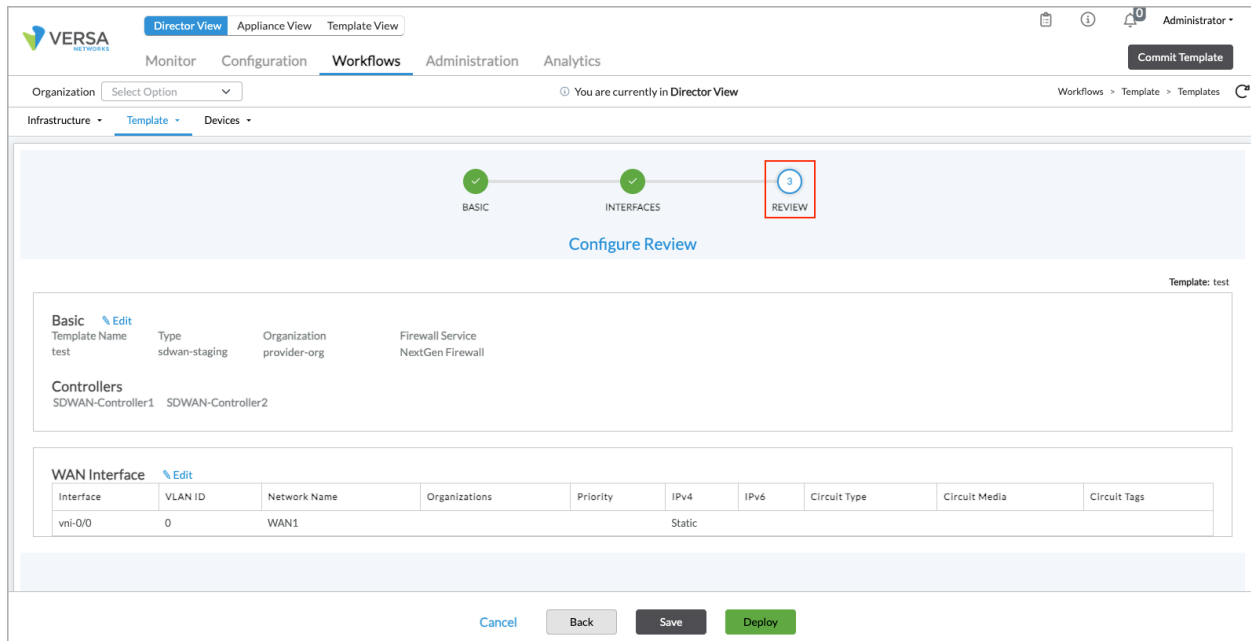 VERSA
NETWORKS
Director View Appliance View Template View
0
Administrator
Monitor Configuration Workflows Administration Analytics
Commit Template
Organization Select Option
You are currently in Director View
Workflows > Template > Templates
Infrastructure Template Devices
3
BASIC INTERFACES REVIEW
Configure Review
Template: test
Basic Edit
Template Name Type Organization Firewall Service
test sdwan-staging provider-org NextGen Firewall
Controllers
SDWAN-Controller1 SDWAN-Controller2
WAN Interface Edit
Interface VLAN ID Network Name Organizations Priority IPv4 IPv6 Circuit Type Circuit Media Circuit Tags
vni-0/0 0 WAN1 Static
Cancel Back Save Deploy